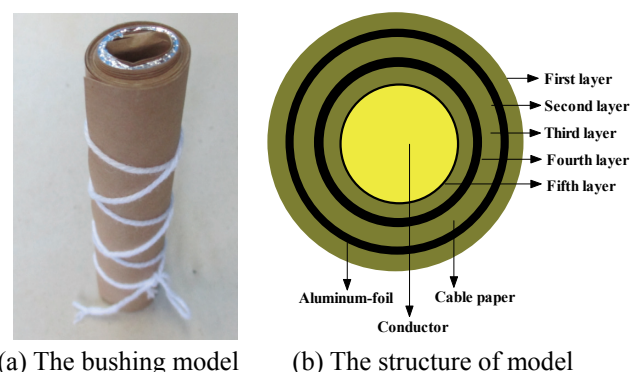 First layer
Second layer
Third layer
Fourth layer
Fifth layer
Aluminum-foil
Cable paper
Conductor
(a) The bushing model
(b) The structure of model